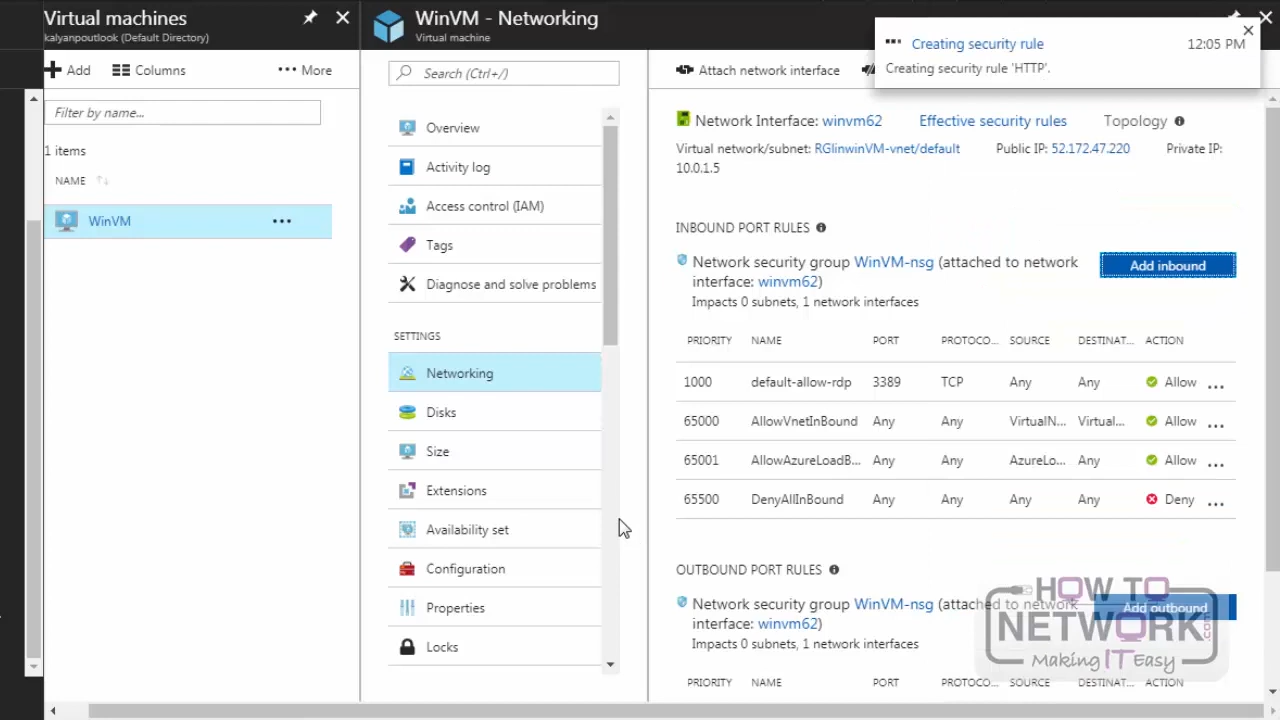 Virtual machines
kalyanpoutlook (Default Directory)
Add
Columns
More
Filter by name...
1 items
NAME
WinVM
WinVM - Networking
Virtual machine
Search (Ctrl+/)
Overview
Activity log
Access control (IAM)
Tags
Diagnose and solve problems
SETTINGS
Networking
Disks
Size
Extensions
Availability set
Configuration
Properties
Locks
Creating security rule 12:05 PM
Creating security rule 'HTTP'.
Attach network interface
Network Interface: winvm62 Effective security rules Topology
Virtual network/subnet: RGlinwinVM-vnet/default Public IP: 52.172.47.220 Private IP:
10.0.1.5
INBOUND PORT RULES
Network security group WinVM-nsg (attached to network
interface: winvm62)
Impacts 0 subnets, 1 network interfaces
Add inbound
PRIORITY NAME PORT PROTOCO... SOURCE DESTINAT... ACTION
1000 default-allow-rdp 3389 TCP Any Any Allow ...
65000 AllowVnetInBound Any Any VirtualN... Virtual... Allow ...
65001 AllowAzureLoadB... Any Any AzureLo... Any Allow ...
65500 DenyAllInBound Any Any Any Any Deny ...
OUTBOUND PORT RULES
Network security group WinVM-nsg (attached to network
interface: winvm62)
Impacts 0 subnets, 1 network interfaces
Add outbound
PRIORITY NAME PORT PROTOCO... SOURCE DESTINAT... ACTION
HOW TO
NETWORK.com
Making IT Easy